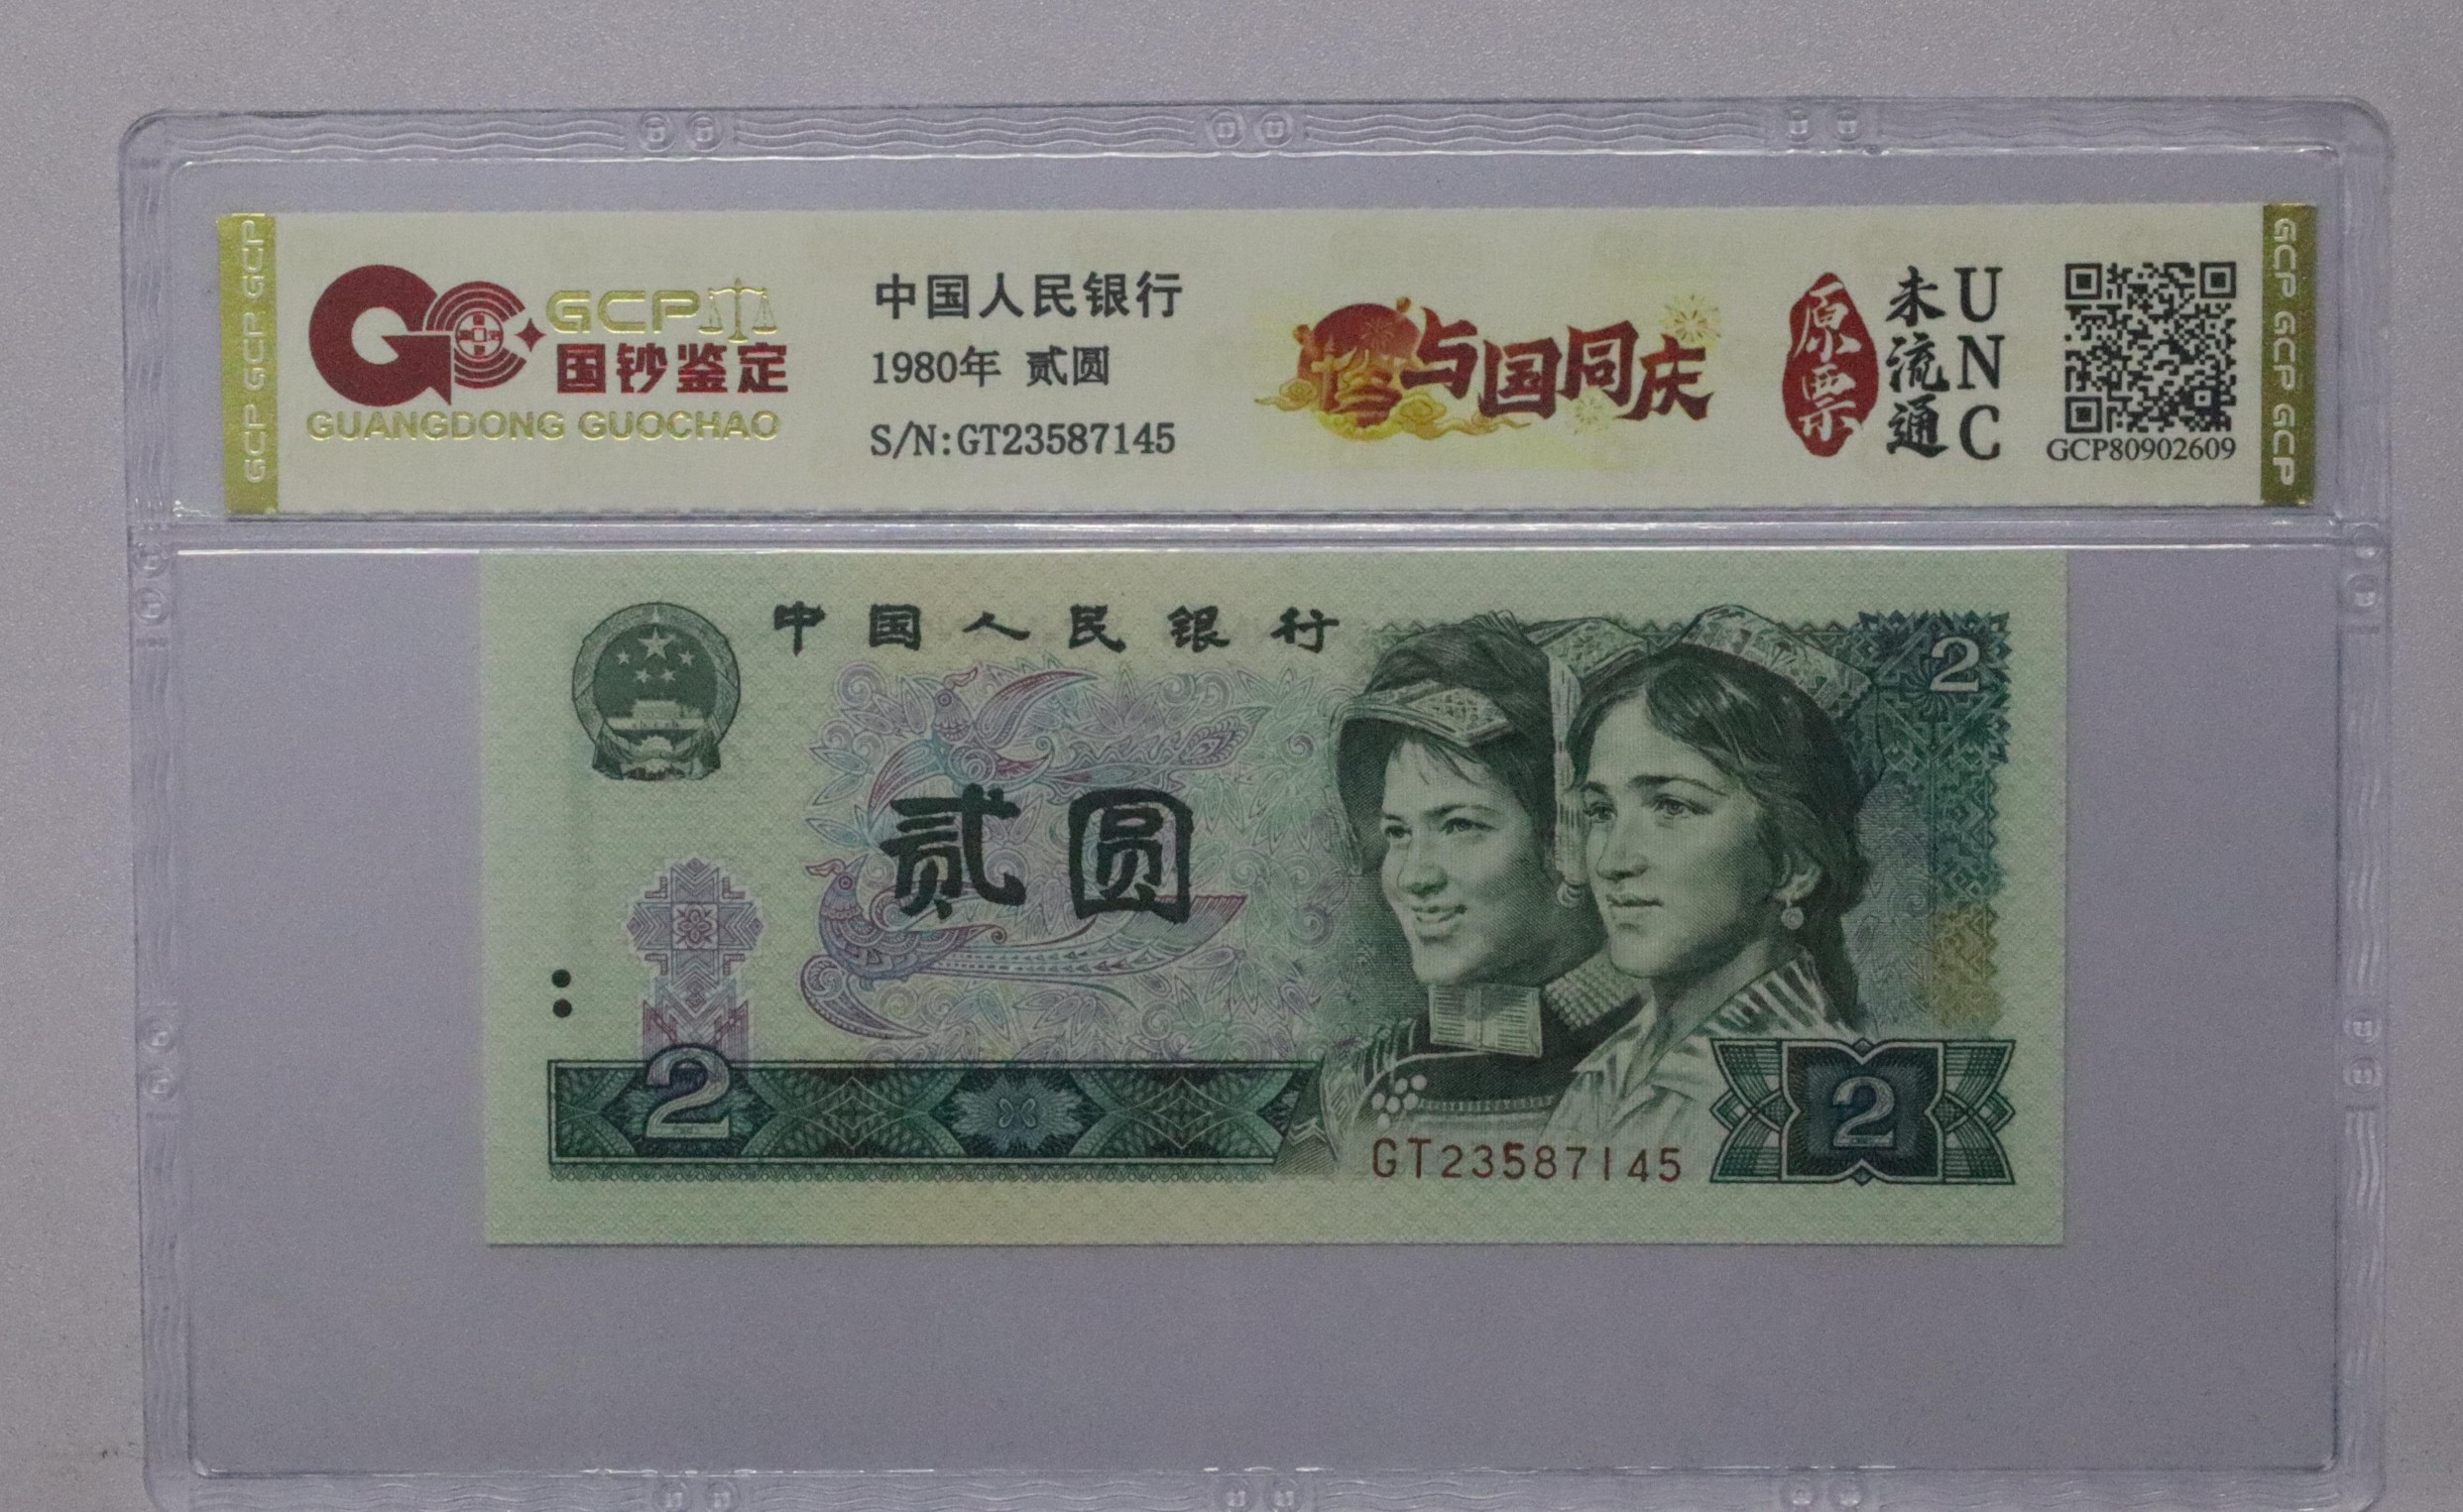 GCP GCP GCP
GCP
国钞鉴定
GUANGDONG GUOCHAO
中国人民银行
1980年 贰圆
S/N:GT23587145
与国同庆
原票
未流通
UNC
GCP80902609
GCP GCP GCP
中国人民银行
2
贰圆
2
GT23587145
2